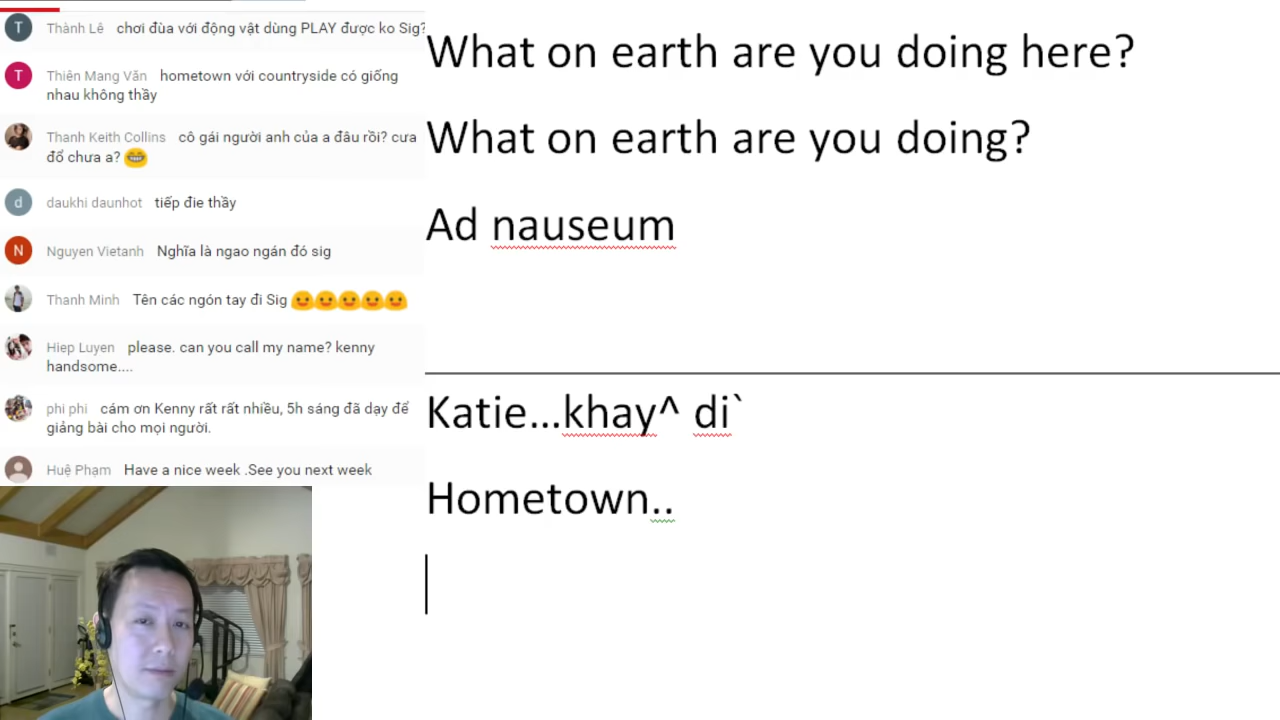 Thành Lê chơi đùa với động vật dùng PLAY được ko Sig?
Thiên Mang Văn hometown với countryside có giống
nhau không thầy
Thanh Keith Collins cô gái người anh của a đâu rồi? cưa
đổ chưa a?
daukhi daunhot tiếp đie thầy
Nguyen Vietanh Nghĩa là ngao ngán đó sig
Thanh Minh Tên các ngón tay đi Sig
Hiep Luyen please. can you call my name? kenny
handsome....
phi phi cám ơn Kenny rất rất nhiều, 5h sáng đã dạy để
giảng bài cho mọi người.
Huệ Phạm Have a nice week .See you next week
What on earth are you doing here?
What on earth are you doing?
Ad nauseum
Katie...khay^ di`
Hometown..